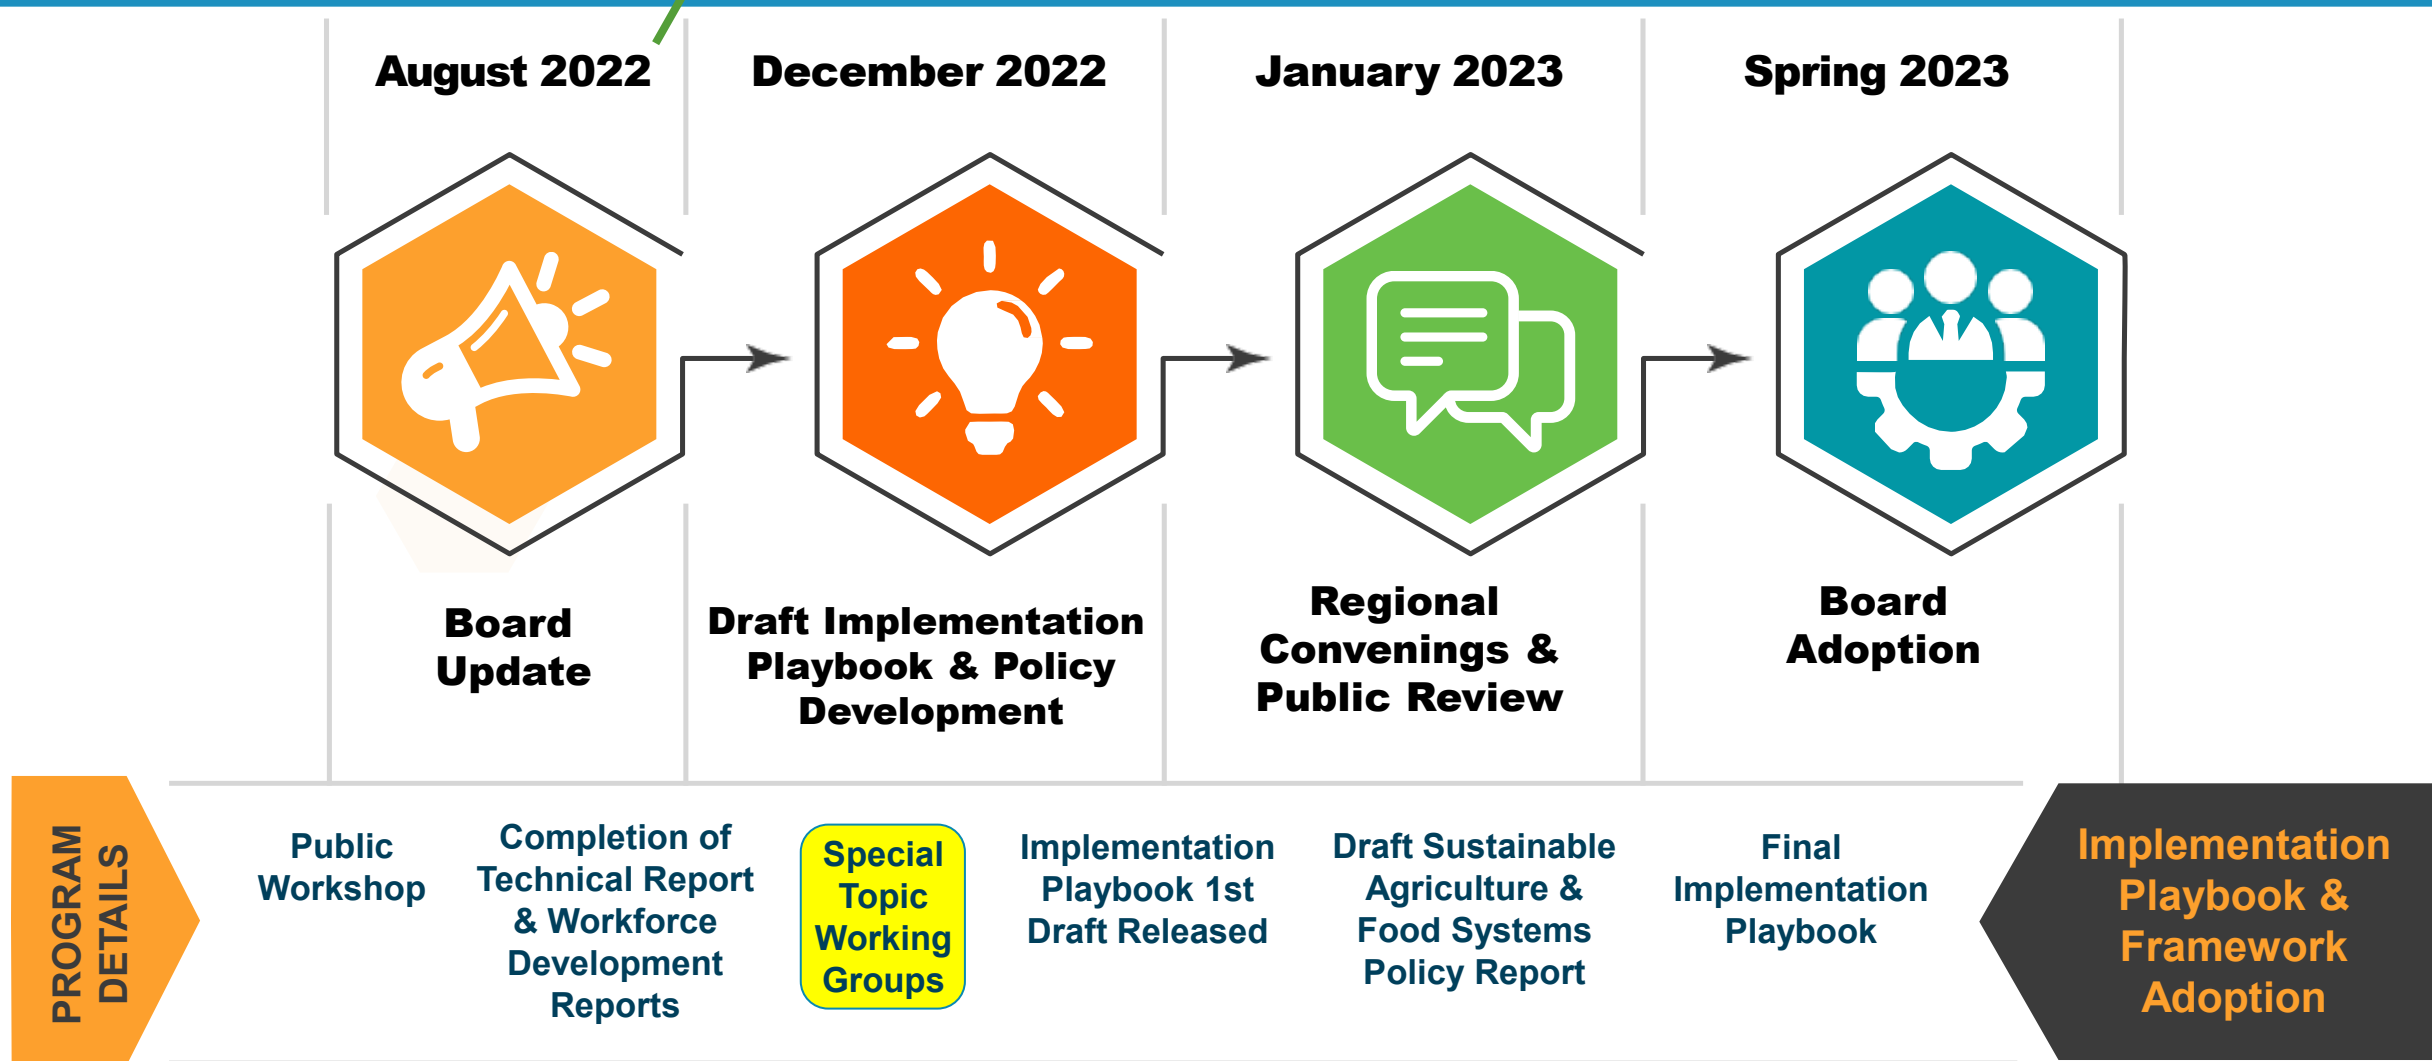 August 2022
December 2022
January 2023
Spring 2023
Board
Update
Draft Implementation
Playbook & Policy
Development
Regional
Convenings &
Public Review
Board
Adoption
PROGRAM
DETAILS
Public
Workshop
Completion of
Technical Report
& Workforce
Development
Reports
Special
Topic
Working
Groups
Implementation
Playbook 1st
Draft Released
Draft Sustainable
Agriculture &
Food Systems
Policy Report
Final
Implementation
Playbook
Implementation
Playbook &
Framework
Adoption